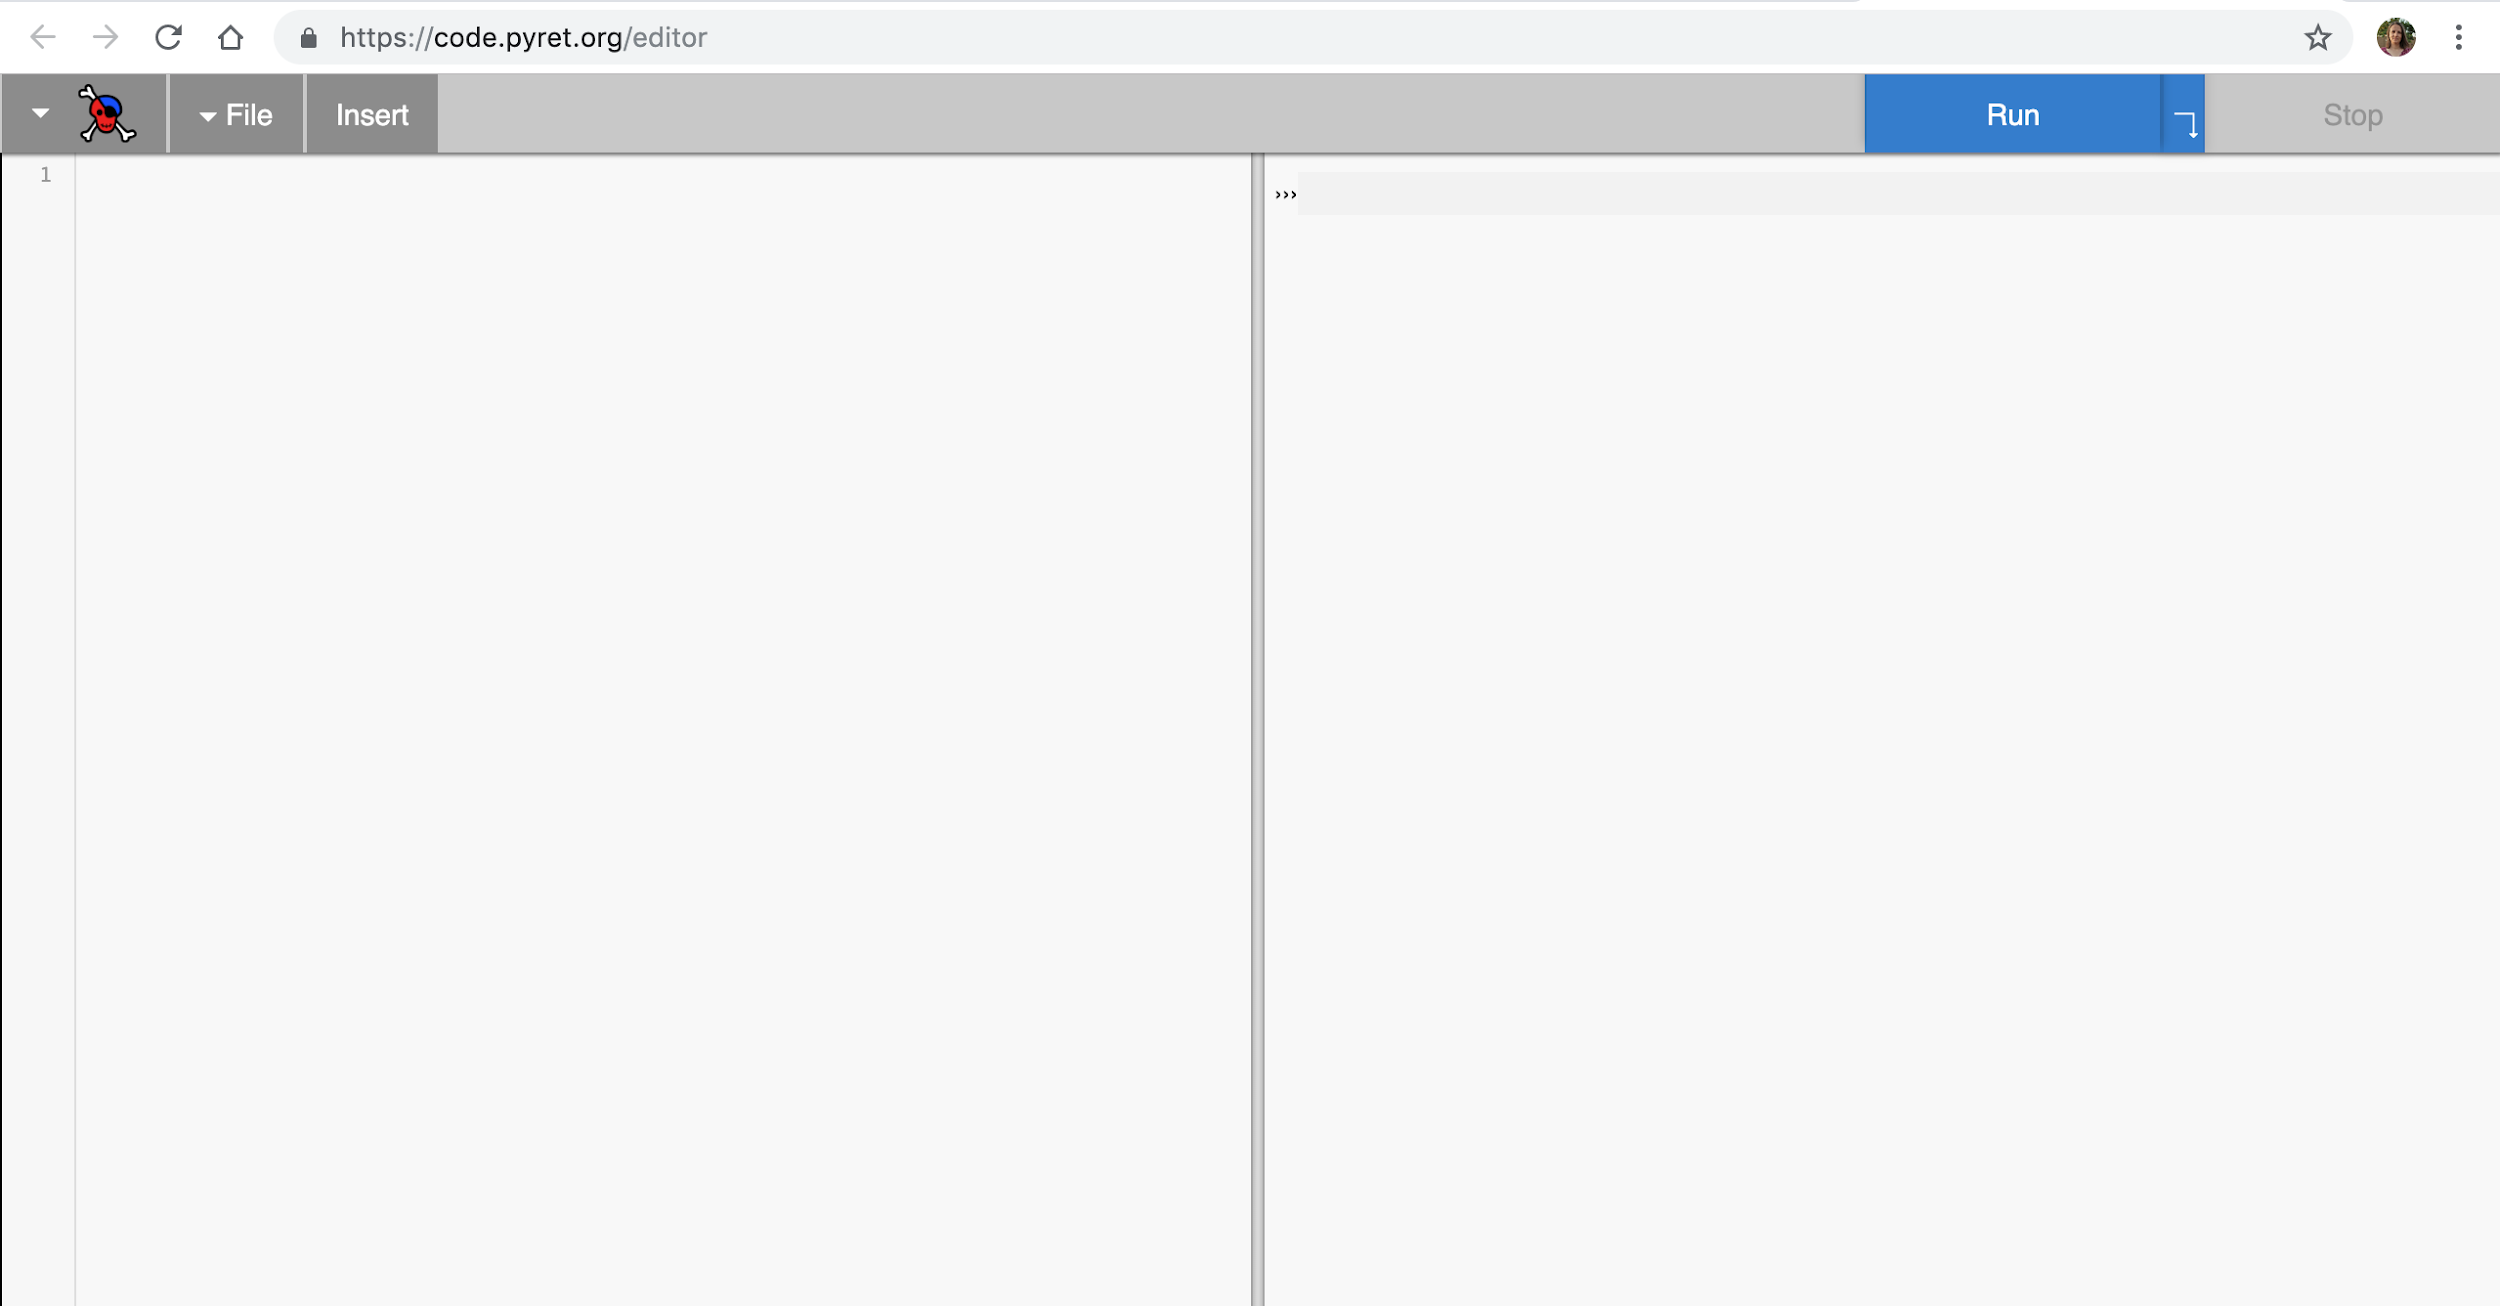 https://code.pyret.org/editor
File Insert Run Stop
1
›››